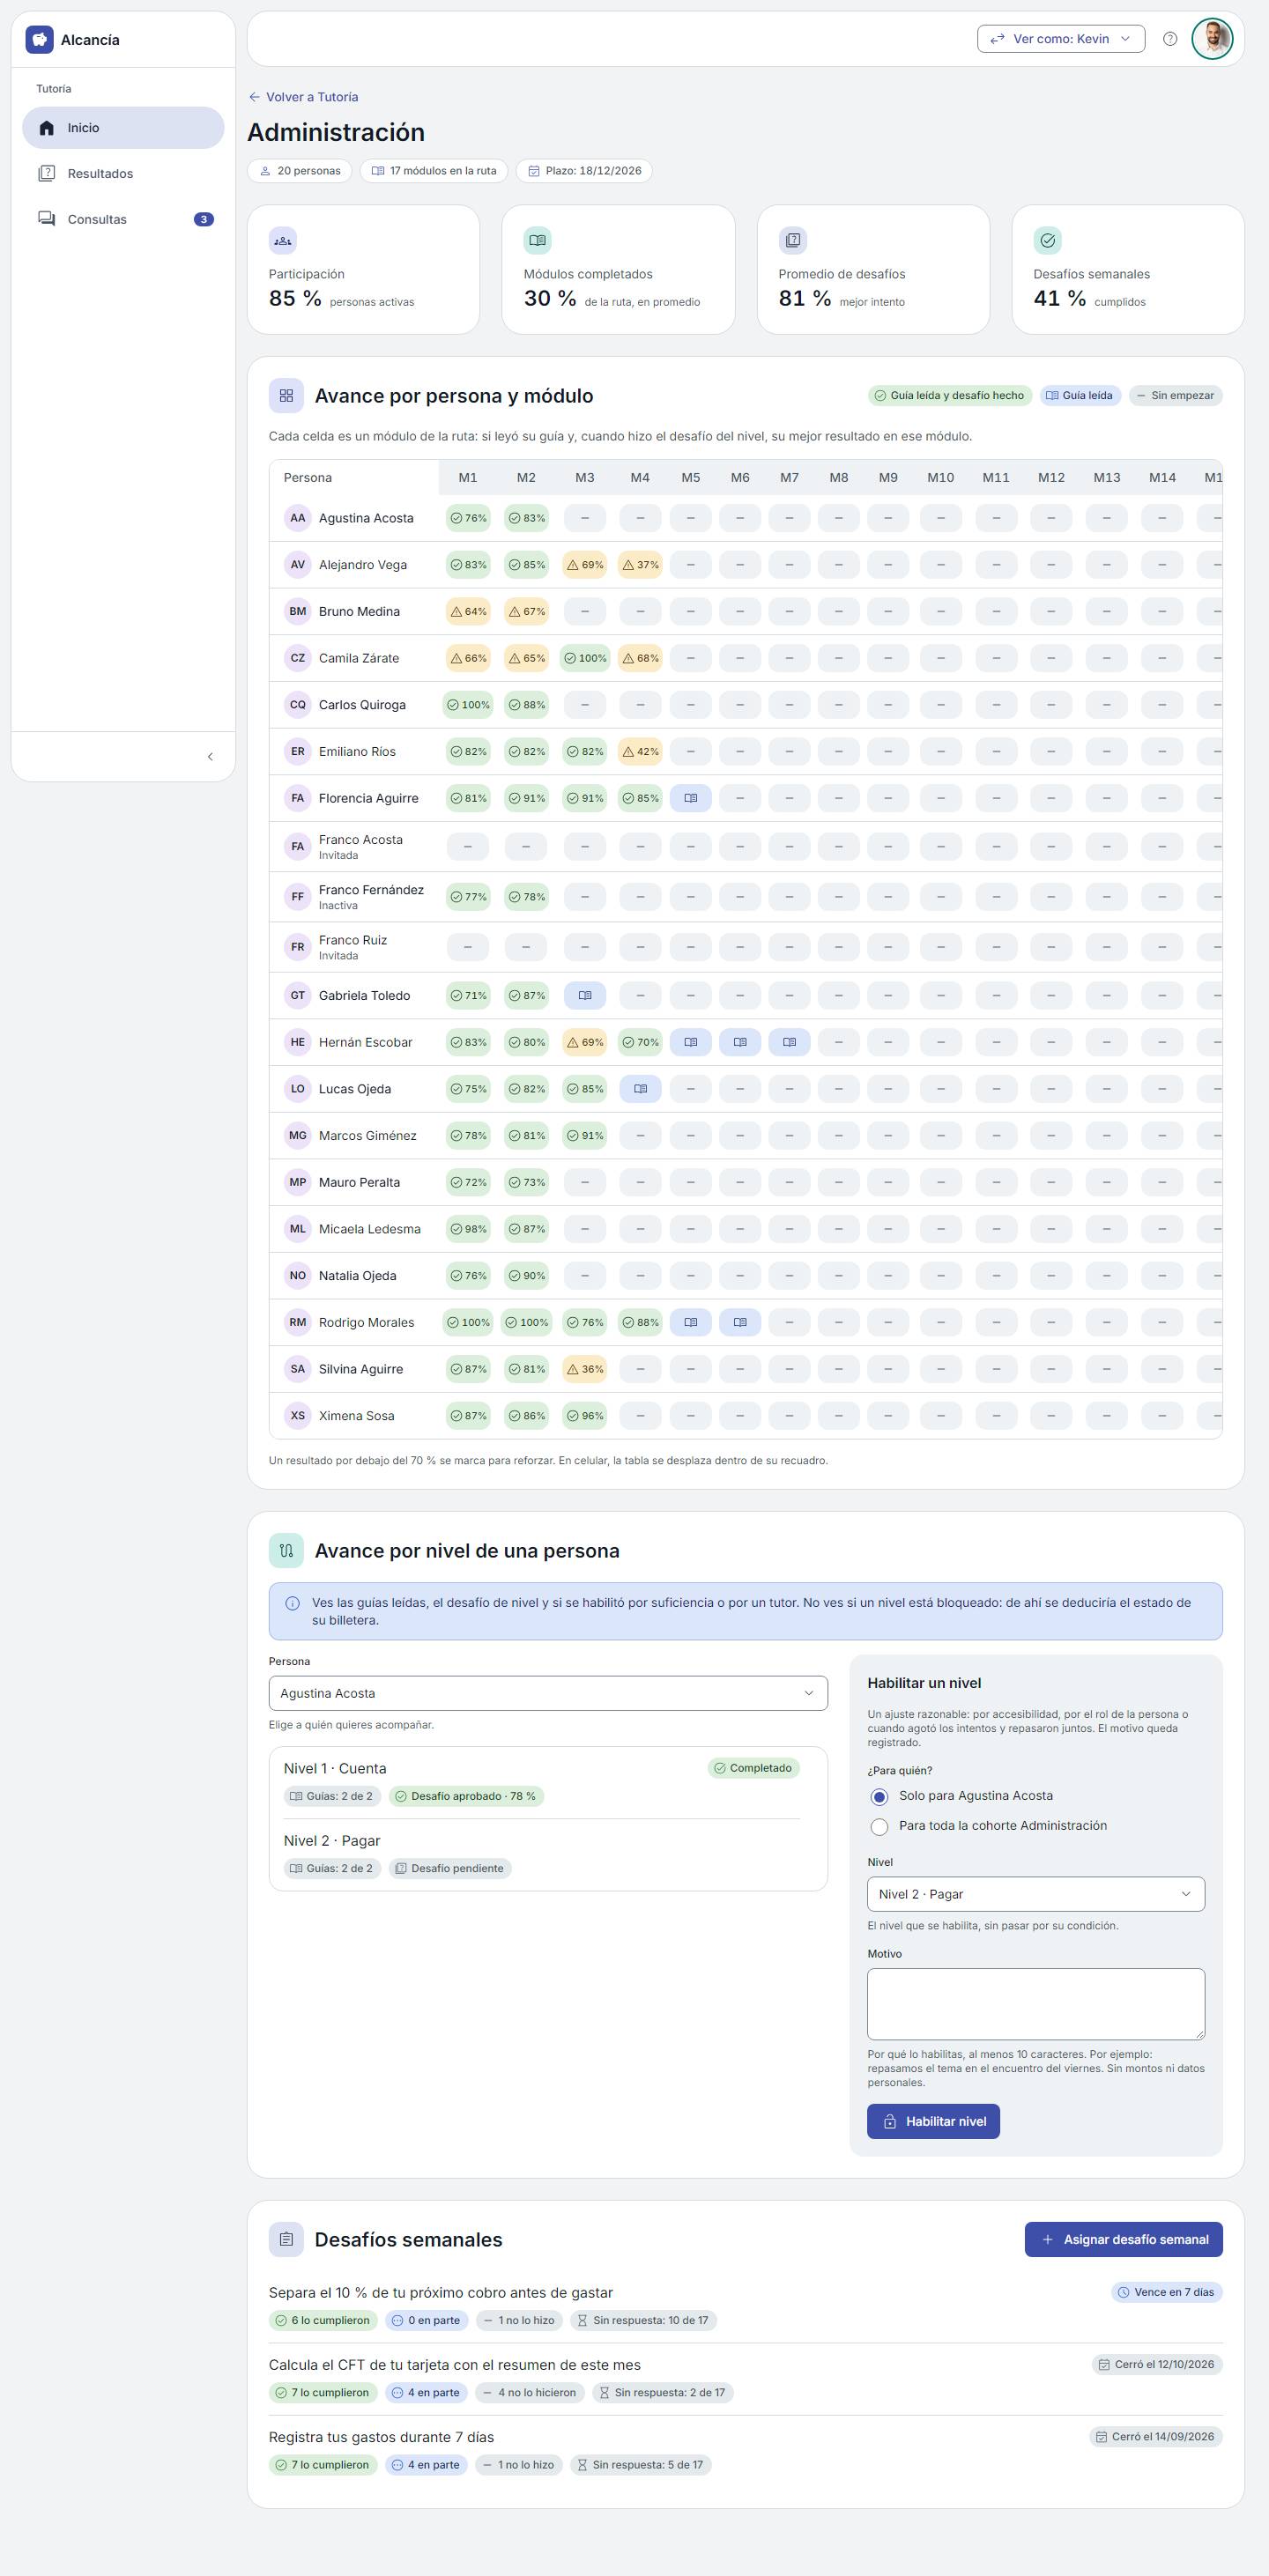 Alcancía
Ver como: Kevin
Tutoría
Inicio
Resultados
Consultas 3
Volver a Tutoría
Administración
20 personas 17 módulos en la ruta Plazo: 18/12/2026
Participación
85 % personas activas
Módulos completados
30 % de la ruta, en promedio
Promedio de desafíos
81 % mejor intento
Desafíos semanales
41 % cumplidos
Avance por persona y módulo
Guía leída y desafío hecho Guía leída – Sin empezar
Cada celda es un módulo de la ruta: si leyó su guía y, cuando hizo el desafío del nivel, su mejor resultado en ese módulo.
Persona M1 M2 M3 M4 M5 M6 M7 M8 M9 M10 M11 M12 M13 M14 M1
AA Agustina Acosta 76% 83% – – – – – – – – – – – – –
AV Alejandro Vega 83% 85% 69% 37% – – – – – – – – – – –
BM Bruno Medina 64% 67% – – – – – – – – – – – – –
CZ Camila Zárate 66% 65% 100% 68% – – – – – – – – – – –
CQ Carlos Quiroga 100% 88% – – – – – – – – – – – – –
ER Emiliano Ríos 82% 82% 82% 42% – – – – – – – – – – –
FA Florencia Aguirre 81% 91% 91% 85% – – – – – – – – – –
FA Franco Acosta – – – – – – – – – – – – – – –
Invitada
FF Franco Fernández 77% 78% – – – – – – – – – – – – –
Inactiva
FR Franco Ruiz – – – – – – – – – – – – – – –
Invitada
GT Gabriela Toledo 71% 87% – – – – – – – – – – – –
HE Hernán Escobar 83% 80% 69% 70% – – – – – – – –
LO Lucas Ojeda 75% 82% 85% – – – – – – – – – – –
MG Marcos Giménez 78% 81% 91% – – – – – – – – – – – –
MP Mauro Peralta 72% 73% – – – – – – – – – – – – –
ML Micaela Ledesma 98% 87% – – – – – – – – – – – – –
NO Natalia Ojeda 76% 90% – – – – – – – – – – – – –
RM Rodrigo Morales 100% 100% 76% 88% – – – – – – – – –
SA Silvina Aguirre 87% 81% 36% – – – – – – – – – – – –
XS Ximena Sosa 87% 86% 96% – – – – – – – – – – – –
Un resultado por debajo del 70 % se marca para reforzar. En celular, la tabla se desplaza dentro de su recuadro.
Avance por nivel de una persona
Ves las guías leídas, el desafío de nivel y si se habilitó por suficiencia o por un tutor. No ves si un nivel está bloqueado: de ahí se deduciría el estado de
su billetera.
Persona
Agustina Acosta
Elige a quién quieres acompañar.
Nivel 1 · Cuenta Completado
Guías: 2 de 2 Desafío aprobado · 78 %
Nivel 2 · Pagar
Guías: 2 de 2 Desafío pendiente
Habilitar un nivel
Un ajuste razonable: por accesibilidad, por el rol de la persona o
cuando agotó los intentos y repasaron juntos. El motivo queda
registrado.
¿Para quién?
Solo para Agustina Acosta
Para toda la cohorte Administración
Nivel
Nivel 2 · Pagar
El nivel que se habilita, sin pasar por su condición.
Motivo
Por qué lo habilitas, al menos 10 caracteres. Por ejemplo:
repasamos el tema en el encuentro del viernes. Sin montos ni datos
personales.
Habilitar nivel
Desafíos semanales
Asignar desafío semanal
Separa el 10 % de tu próximo cobro antes de gastar Vence en 7 días
6 lo cumplieron 0 en parte – 1 no lo hizo Sin respuesta: 10 de 17
Calcula el CFT de tu tarjeta con el resumen de este mes Cerró el 12/10/2026
7 lo cumplieron 4 en parte – 4 no lo hicieron Sin respuesta: 2 de 17
Registra tus gastos durante 7 días Cerró el 14/09/2026
7 lo cumplieron 4 en parte – 1 no lo hizo Sin respuesta: 5 de 17